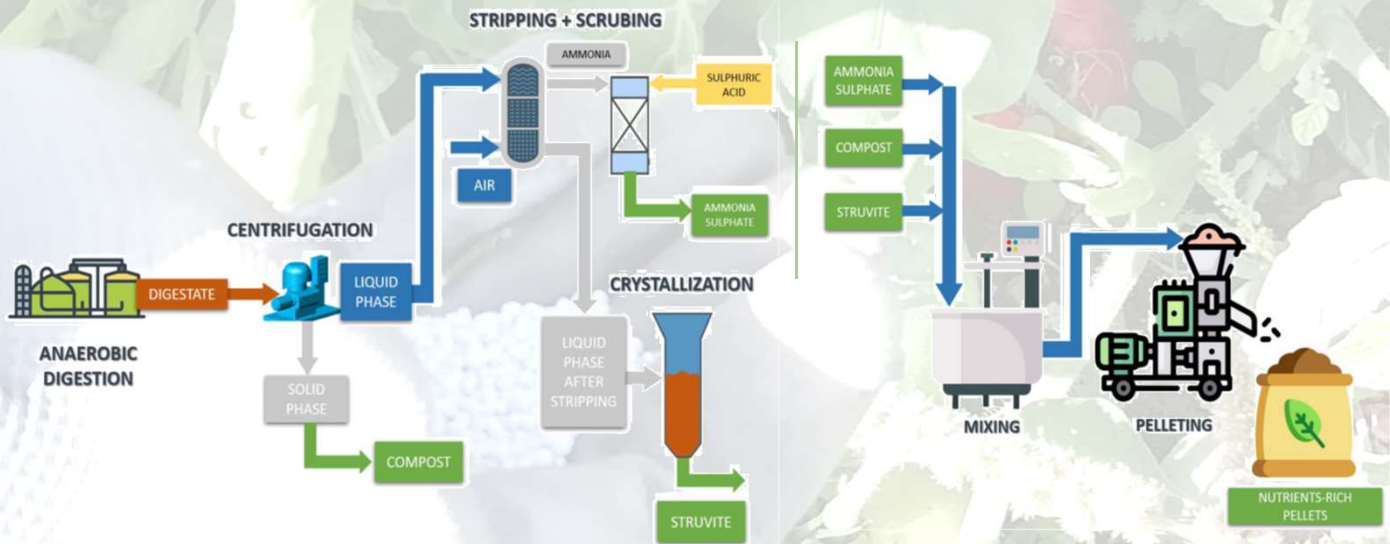 STRIPPING + SCRUBING
AMMONIA
SULPHURIC
ACID
AIR
AMMONIA
SULPHATE
CENTRIFUGATION
DIGESTATE
LIQUID
PHASE
ANAEROBIC
DIGESTION
SOLID
PHASE
COMPOST
CRYSTALLIZATION
LIQUID
PHASE
AFTER
STRIPPING
STRUVITE
AMMONIA
SULPHATE
COMPOST
STRUVITE
MIXING
PELLETING
NUTRIENTS-RICH
PELLETS